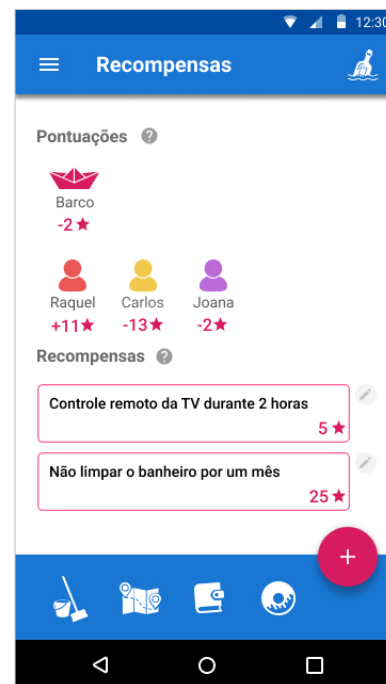 12:30
Recompensas
Pontuações ?
Barco
-2★
Raquel Carlos Joana
+11★ -13★ -2★
Recompensas ?
Controle remoto da TV durante 2 horas
5 ★
Não limpar o banheiro por um mês
25 ★
+